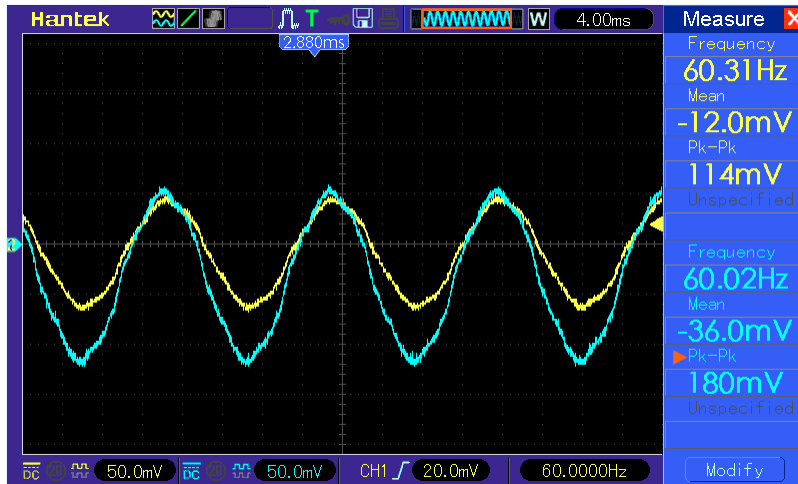 Hantek T W 4.00ms Measure X
2.880ms
Frequency
60.31Hz
Mean
-12.0mV
Pk-Pk
114mV
Unspecified
Frequency
60.02Hz
Mean
-36.0mV
Pk-Pk
180mV
Unspecified
DC 50.0mV DC 50.0mV CH1 20.0mV 60.0000Hz Modify